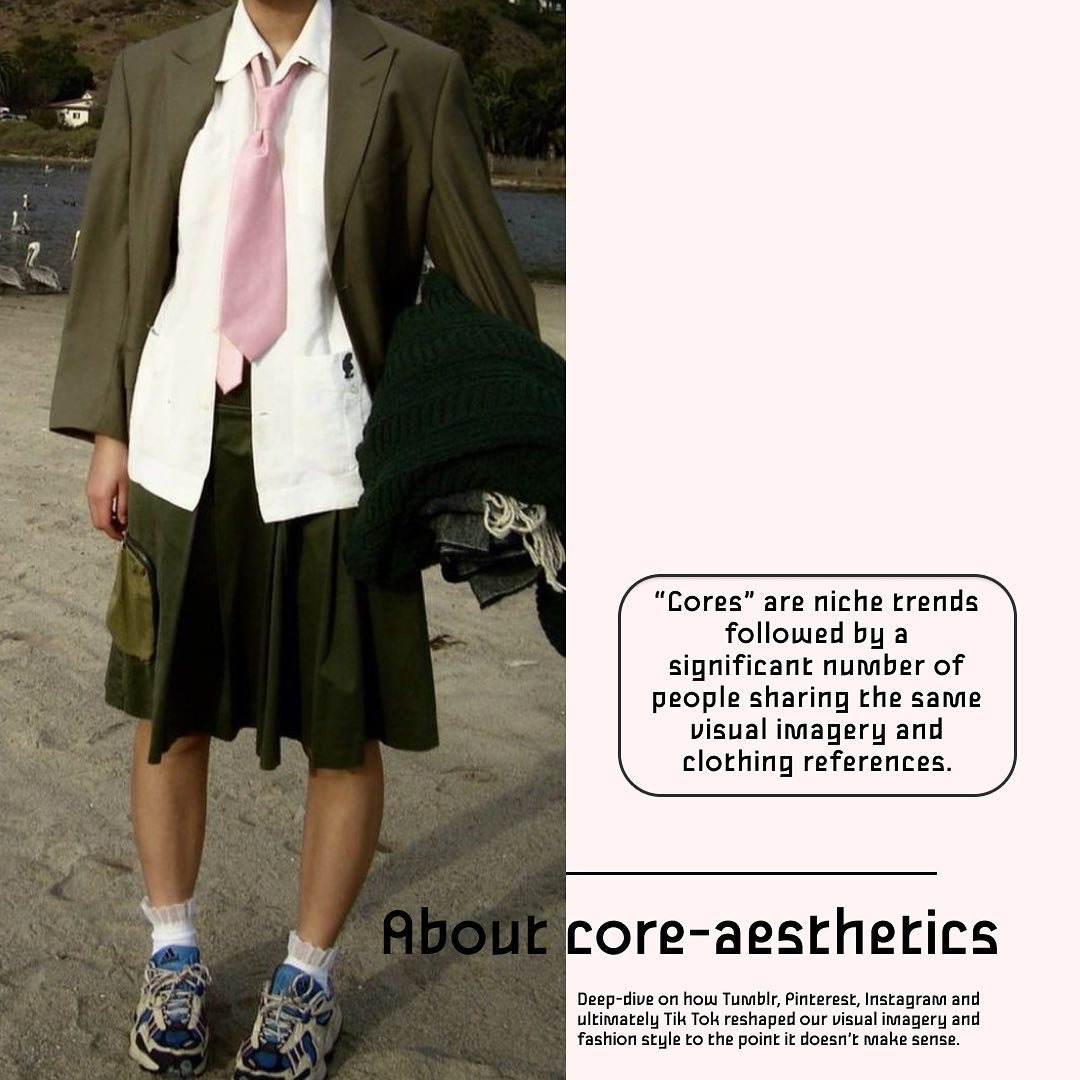 “Cores” are niche trends
followed by a
significant number of
people sharing the same
visual imagery and
clothing references.
About core-aesthetics
Deep-dive on how Tumblr, Pinterest, Instagram and
ultimately Tik Tok reshaped our visual imagery and
fashion style to the point it doesn’t make sense.